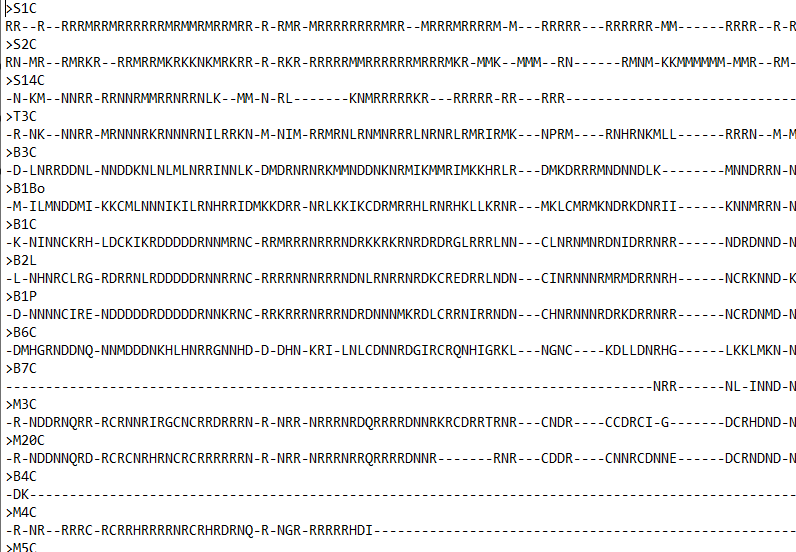 >S1C
RR--R--RRRMRRMRRRRRRMRMMRMRRMRR-R-RMR-MRRRRRRRRMRR--MRRRMRRRRM-M---RRRRR---RRRRRR-MM------RRRR--R-R
>S2C
RN-MR--RMRKR--RRMRRMKRKKNKMRKRR-R-RKR-RRRRRMMRRRRRRMRRRMKR-MMK--MMM--RN------RMNM-KKMMMMMM-MMR--RM-
>S14C
-N-KM--NNRR-RRNNRMMRRNRRNLK--MM-N-RL-------KNMRRRRRKR---RRRRR-RR---RRR-----------------------------
>T3C
-R-NK--NNRR-MRNNNRKRNNNRNILRRKN-M-NIM-RRMRNLRNMNRRRLNRNRLRMRIRMK---NPRM----RNHRNKMLL------RRRN--M-M
>B3C
-D-LNRRDDNL-NNDDKNLNLMLNRRINNLK-DMDRNRNRKMMNDDNKNRMIKMMRIMKKHRLR---DMKDRRRMNDNNDLK--------MNNDRRN-N
>B1Bo
-M-ILMNDDMI-KKCMLNNNIKILRNHRRIDMKKDRR-NRLKKIKCDRMRRHLRNRHKLLKRNR---MKLCMRMKNDRKDNRII------KNNMRRN-N
>B1C
-K-NINNCKRH-LDCKIKRDDDDDRNNMRNC-RRMRRRNRRRNDRKKRKRNRDRDRGLRRRLNN---CLNRNMNRDNIDRRNRR------NDRDNND-N
>B2L
-L-NHNRCLRG-RDRRNLRDDDDDRNNRRNC-RRRRNRNRRRNDNLRNRRNRDKCREDRRLNDN---CINRNNNRMRMDRRNRH------NCRKNND-K
>B1P
-D-NNNNCIRE-NDDDDDRDDDDDRNNKRNC-RRKRRRNRRRNDRDNNNMKRDLCRRNIRRNDN---CHNRNNNRDRKDRRNRR------NCRDNMD-N
>B6C
-DMHGRNDDNQ-NNMDDDNKHLHNRRGNNHD-D-DHN-KRI-LNLCDNNRDGIRCRQNHIGRKL---NGNC----KDLLDNRHG------LKKLMKN-N
>B7C
---------------------------------------------------------------------------------NRR------NL-INND-N
>M3C
-R-NDDRNQRR-RCRNNRIRGCNCRRDRRRN-R-NRR-NRRRNRDQRRRRDNNRKRCDRRTRNR---CNDR----CCDRCI-G-------DCRHDND-N
>M20C
-R-NDDNNQRD-RCRCNRHRNCRCRRRRRRN-R-NRR-NRRRNRRQRRRRDNNR-------RNR---CDDR----CNNRCDNNE------DCRNDND-N
>B4C
-DK------------------------------------------------------------------------------------------------
>M4C
-R-NR--RRRC-RCRRHRRRRNRCRHRDRNQ-R-NGR-RRRRRHDI-----------------------------------------------------
>M5C